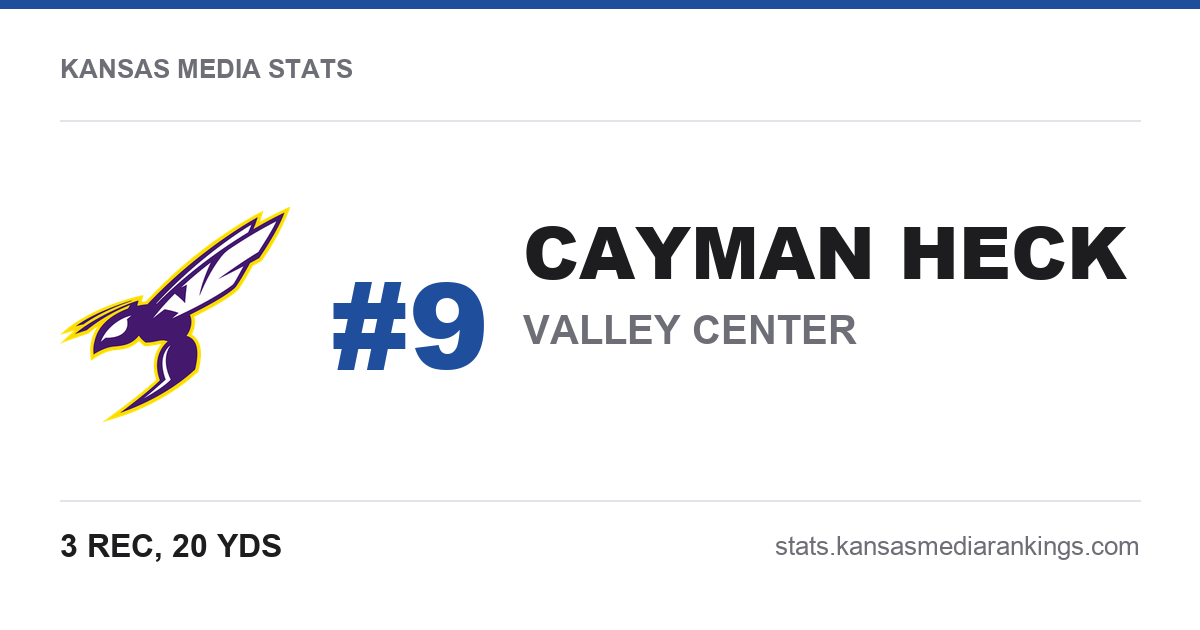 KANSAS MEDIA STATS
#9
CAYMAN HECK
VALLEY CENTER
3 REC, 20 YDS
stats.kansasmediarankings.com